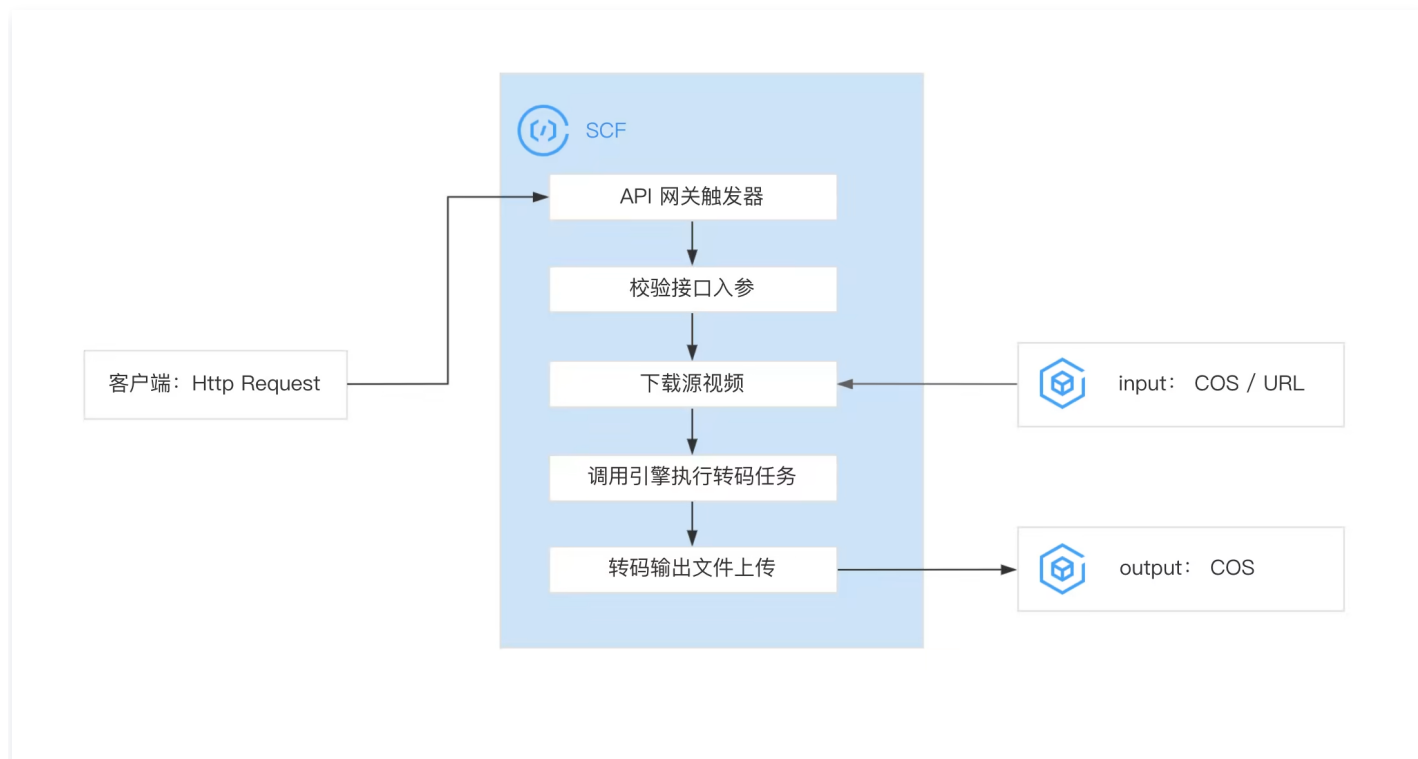 SCF
API 网关触发器
校验接口入参
客户端：Http Request
下载源视频
input： COS / URL
调用引擎执行转码任务
转码输出文件上传
output： COS